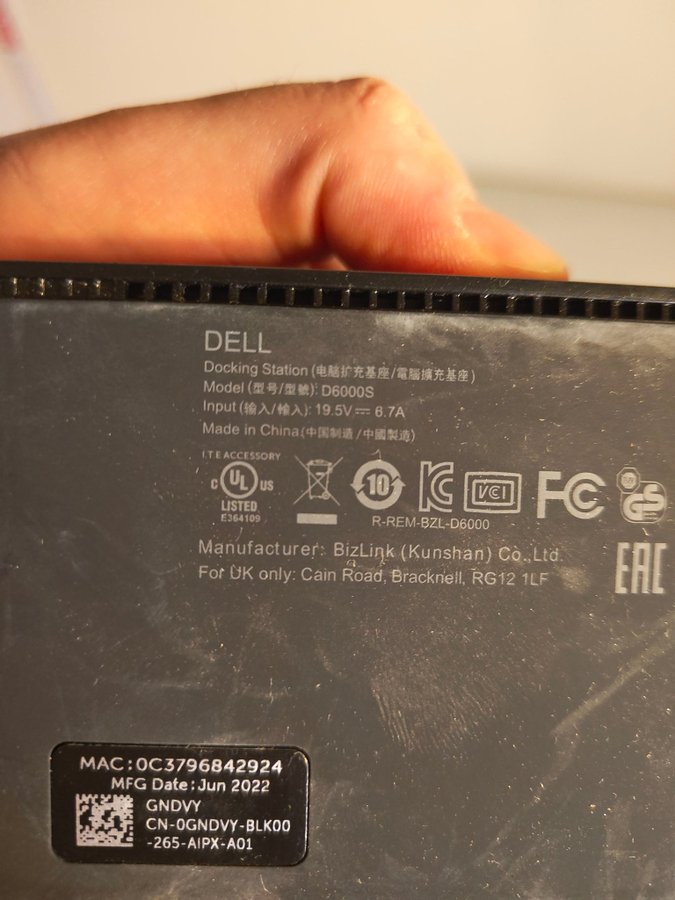 DELL
Docking Station (电脑扩充基座/電腦擴充基座)
Model (型号/型號): D6000S
Input (输入/輸入): 19.5V⎓ 6.7A
Made in China(中国制造/中國製造)
I.T.E ACCESSORY
C UL US
LISTED
E364109
10
VCI
FC
GS
R-REM-BZL-D6000
Manufacturer: BizLink (Kunshan) Co.,Ltd.
For UK only: Cain Road, Bracknell, RG12 1LF
EAC
MAC:0C3796842924
MFG Date:Jun 2022
GNDVY
CN-0GNDVY-BLK00
-265-AIPX-A01